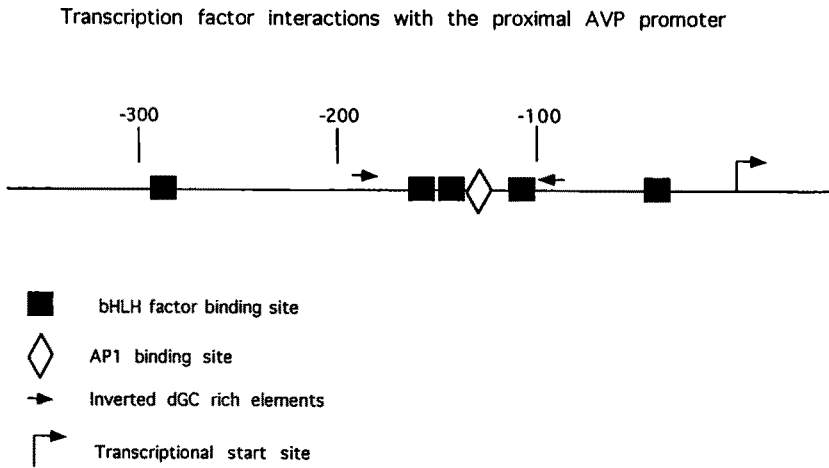 Transcription factor interactions with the proximal AVP promoter
-300 -200 -100
bHLH factor binding site
AP1 binding site
Inverted dGC rich elements
Transcriptional start site